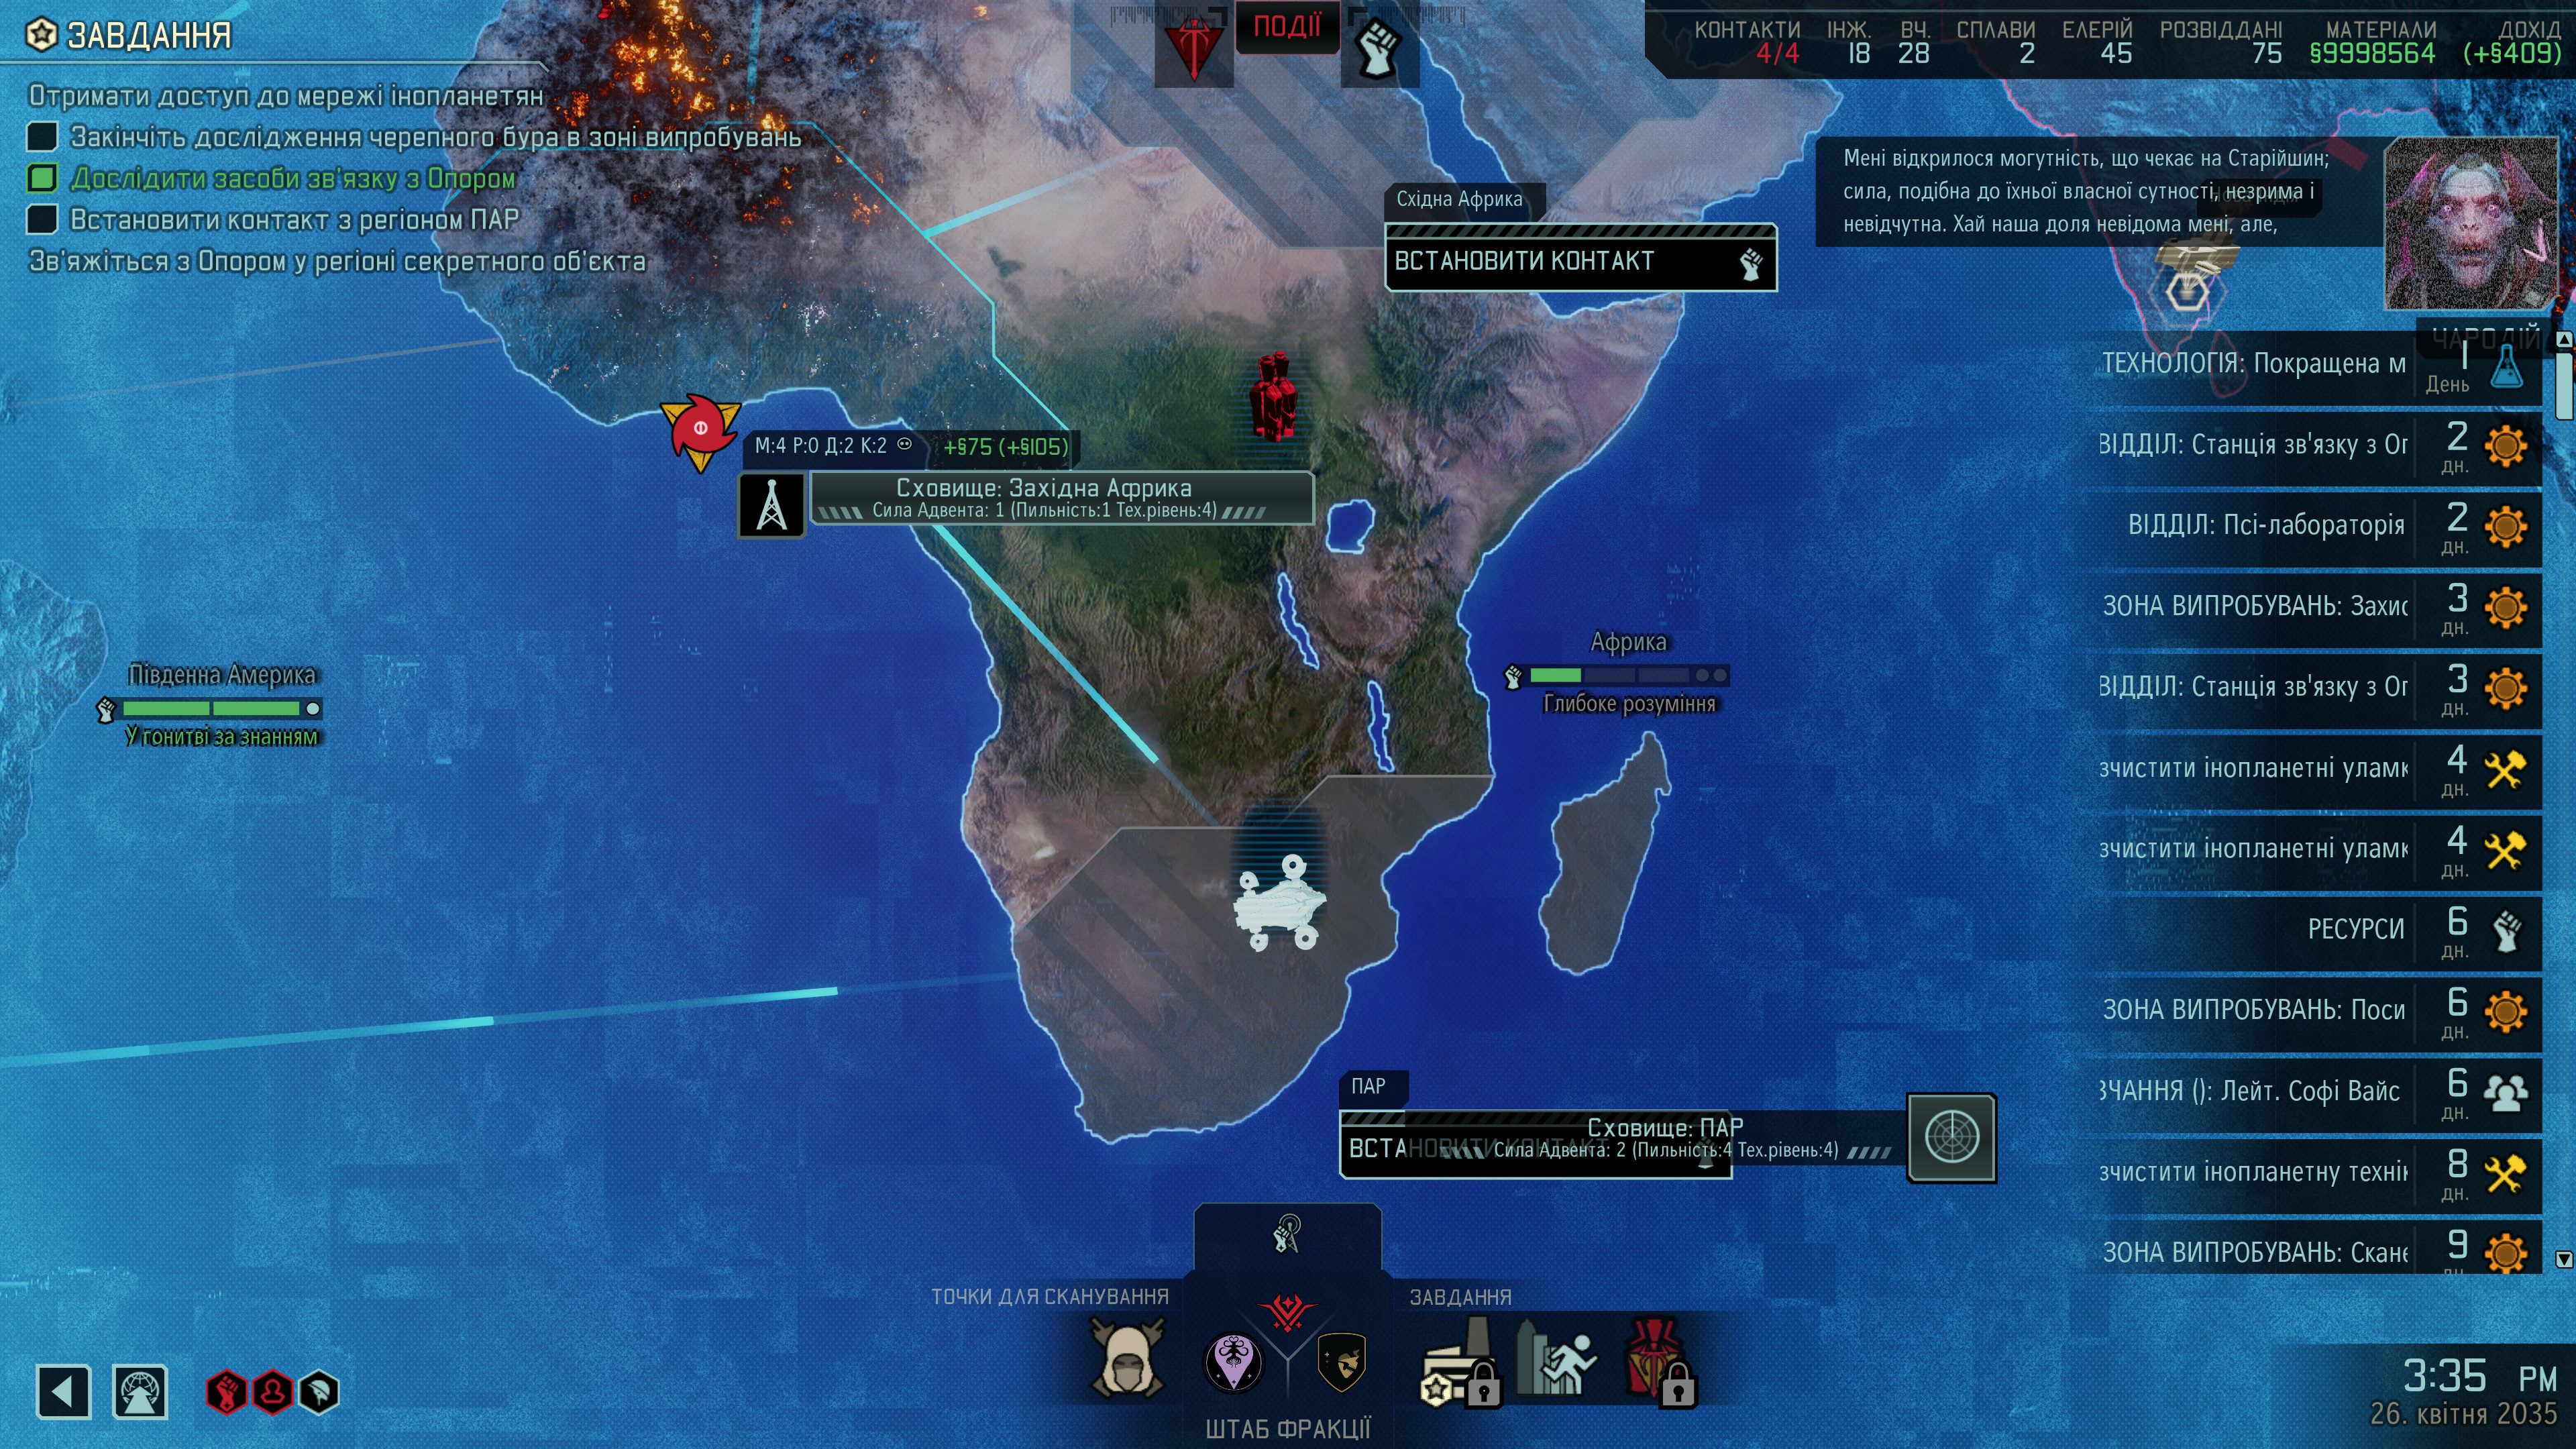 ЗАВДАННЯ
Отримати доступ до мережі інопланетян
Закінчіть дослідження черепного бура в зоні випробувань
Дослідити засоби зв'язку з Опором
Встановити контакт з регіоном ПАР
Зв'яжіться з Опором у регіоні секретного об'єкта
ПОДІЇ
КОНТАКТИ ІНЖ. ВЧ. СПЛАВИ ЕЛЕРІЙ РОЗВІДДАНІ МАТЕРІАЛИ ДОХІД
4/4 18 28 2 45 75 §9998564 (+§409)
Мені відкрилося могутність, що чекає на Старійшин;
сила, подібна до їхньої власної сутності, незрима і
невідчутна. Хай наша доля невідома мені, але,
ЧАРОДІЙ
Східна Африка
ВСТАНОВИТИ КОНТАКТ
М:4 Р:0 Д:2 К:2 +§75 (+§105)
Сховище: Західна Африка
Сила Адвента: 1 (Пильність:1 Тех.рівень:4)
Південна Америка
У гонитві за знанням
Африка
Глибоке розуміння
ПАР
ВСТАНОВИТИ КОНТАКТ
Сховище: ПАР
Сила Адвента: 2 (Пильність:4 Тех.рівень:4)
ТЕХНОЛОГІЯ: Покращена м 1 День
ВІДДІЛ: Станція зв'язку з Оп 2 дн.
ВІДДІЛ: Псі-лабораторія 2 дн.
ЗОНА ВИПРОБУВАНЬ: Захис 3 дн.
ВІДДІЛ: Станція зв'язку з Оп 3 дн.
зчистити інопланетні уламк 4 дн.
зчистити інопланетні уламк 4 дн.
РЕСУРСИ 6 дн.
ЗОНА ВИПРОБУВАНЬ: Поси 6 дн.
ВЧАННЯ (): Лейт. Софі Вайс 6 дн.
зчистити інопланетну технік 8 дн.
ЗОНА ВИПРОБУВАНЬ: Скане 9 дн.
ТОЧКИ ДЛЯ СКАНУВАННЯ
ЗАВДАННЯ
ШТАБ ФРАКЦІЇ
3:35 PM
26. квітня 2035